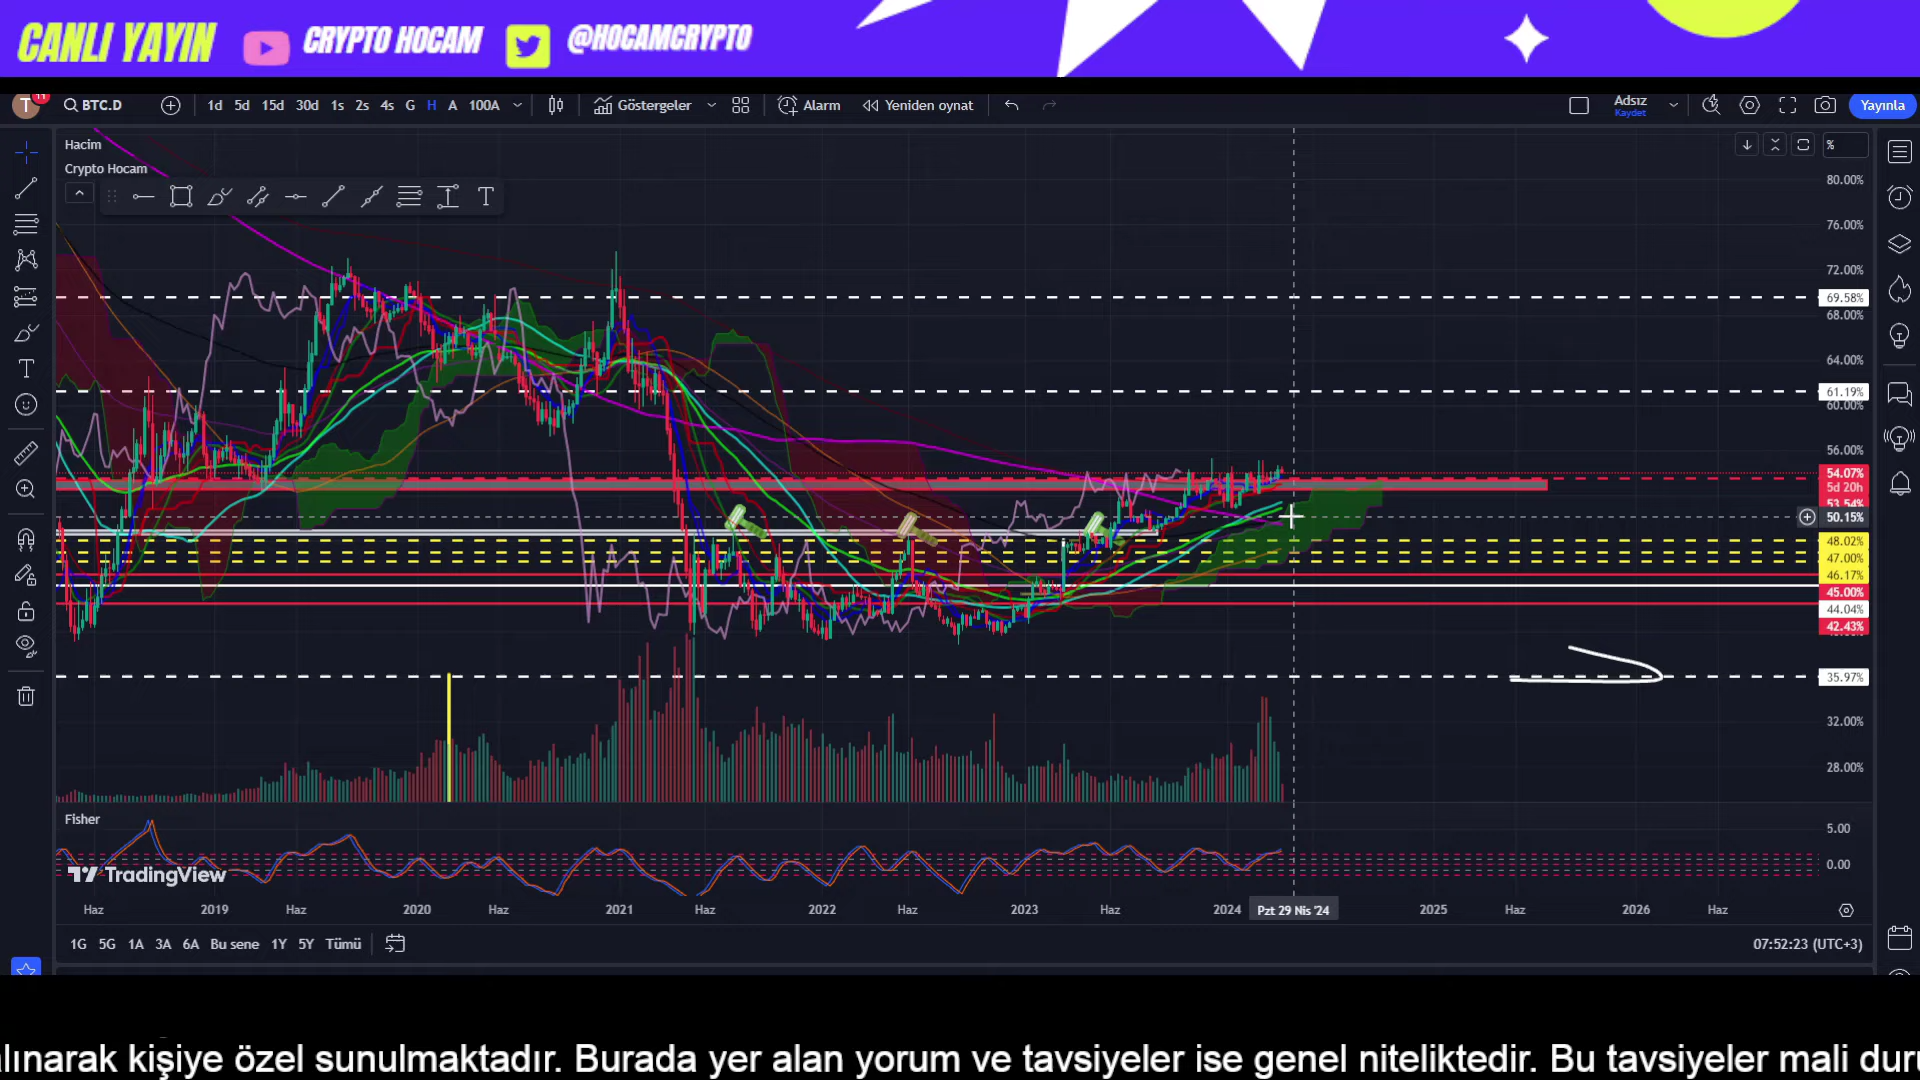 CANLI YAYIN CRYPTO HOCAM @HOCAMCRYPTO
T 11 BTC.D 1d 5d 15d 30d 1s 2s 4s G H A 100A Göstergeler Alarm Yeniden oynat Adsız Kaydet Yayınla
Hacim
Crypto Hocam
%
80.00%
76.00%
72.00%
69.58%
68.00%
64.00%
61.19%
60.00%
56.00%
54.07%
5d 20h
53.54%
50.15%
48.02%
47.00%
46.17%
45.00%
44.04%
42.43%
35.97%
32.00%
28.00%
Fisher
5.00
0.00
TradingView
Haz 2019 Haz 2020 Haz 2021 Haz 2022 Haz 2023 Haz 2024 Pzt 29 Nis '24 2025 Haz 2026 Haz
1G 5G 1A 3A 6A Bu sene 1Y 5Y Tümü 07:52:23 (UTC+3)
alınarak kişiye özel sunulmaktadır. Burada yer alan yorum ve tavsiyeler ise genel niteliktedir. Bu tavsiyeler mali duru